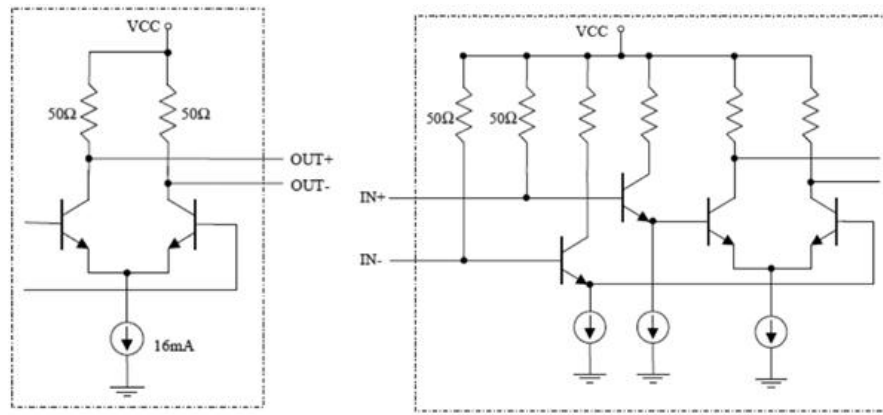 VCC
50Ω
50Ω
OUT+
OUT-
16mA
VCC
50Ω
50Ω
IN+
IN-